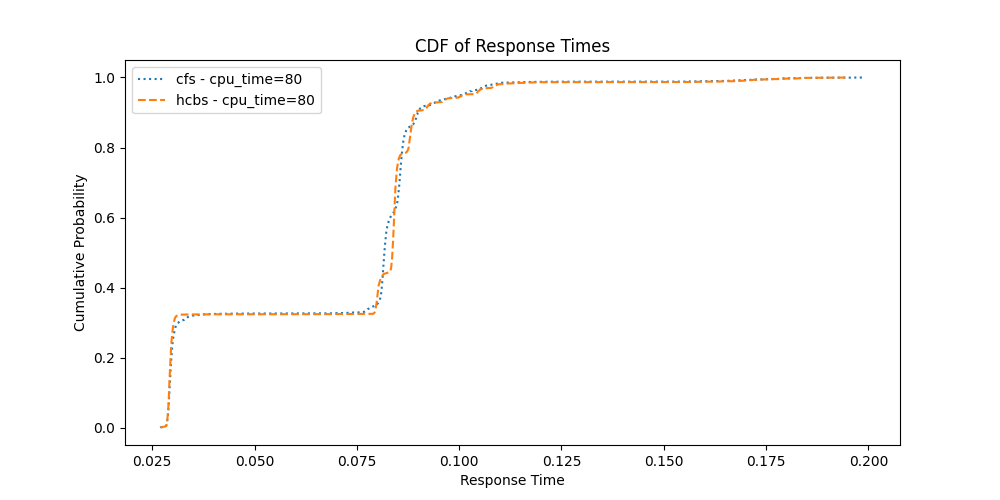 CDF of Response Times
cfs - cpu_time=80
hcbs - cpu_time=80
Cumulative Probability
1.0
0.8
0.6
0.4
0.2
0.0
0.025 0.050 0.075 0.100 0.125 0.150 0.175 0.200
Response Time